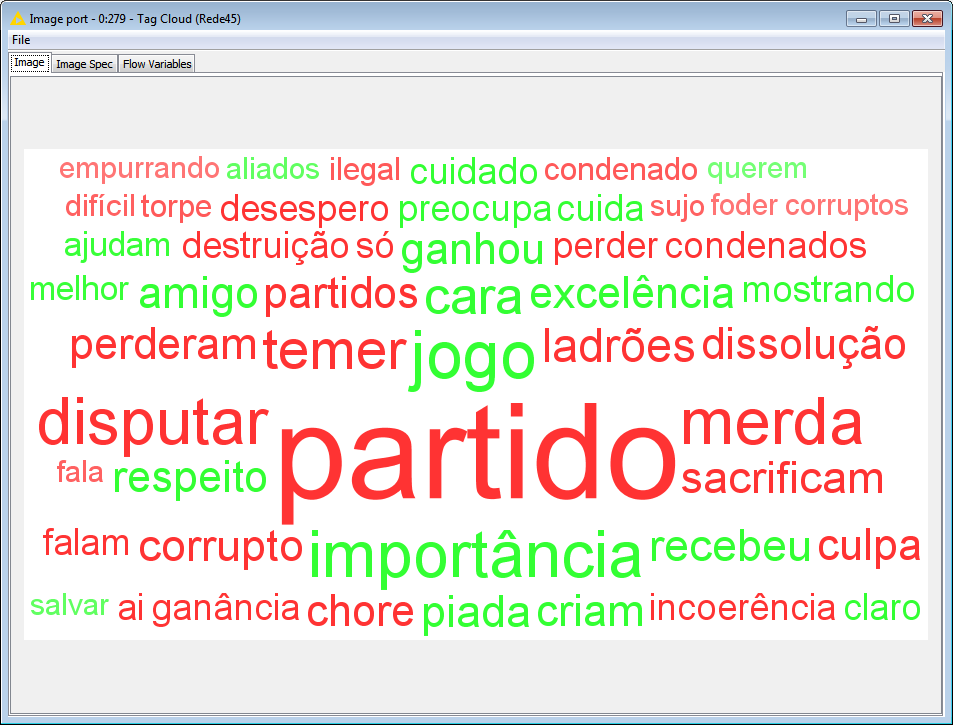 Image port - 0:279 - Tag Cloud (Rede45)
File
Image Image Spec Flow Variables
empurrando aliados ilegal cuidado condenado querem
difícil torpe desespero preocupa cuida sujo foder corruptos
ajudam destruição só ganhou perder condenados
melhor amigo partidos cara excelência mostrando
perderam temer jogo ladrões dissolução
disputar partido merda
fala respeito sacrificam
falam corrupto importância recebeu culpa
salvar ai ganância chore piada criam incoerência claro